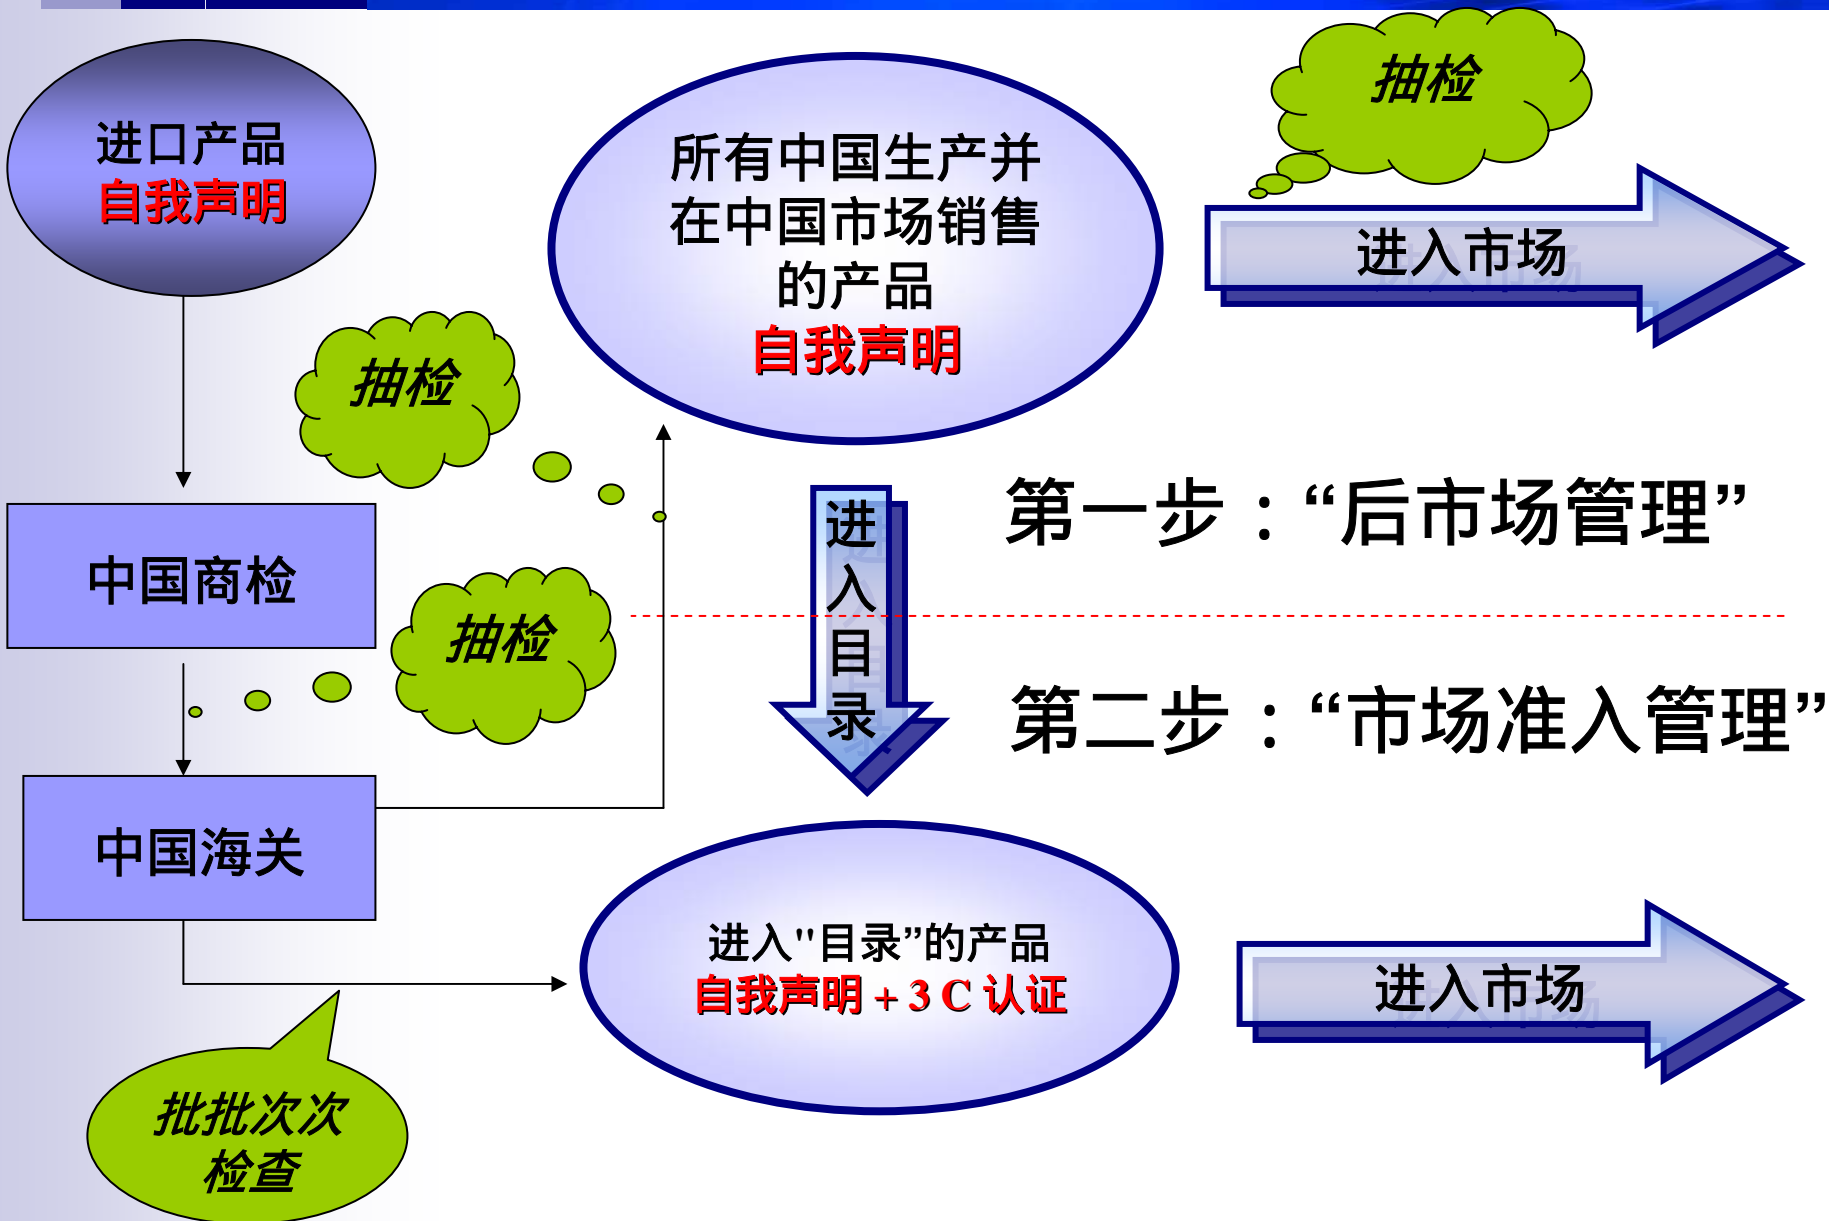 进口产品
自我声明
所有中国生产并
在中国市场销售
的产品
自我声明
抽检
进入市场
抽检
中国商检
抽检
中国海关
进
入
目
录
第一步：“后市场管理”
第二步：“市场准入管理”
进入"目录”的产品
自我声明 + 3 C 认证
进入市场
批批次次
检查